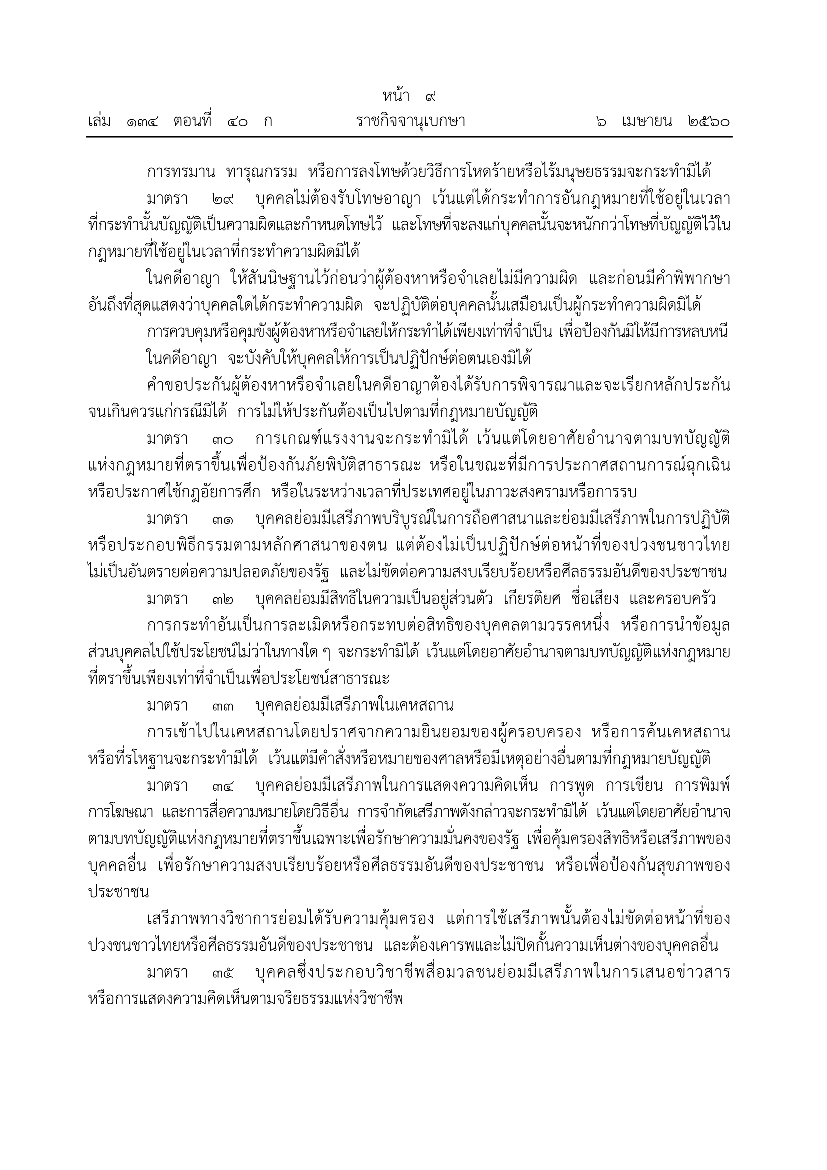 หน้า ๙
เล่ม ๑๓๔ ตอนที่ ๔๐ ก ราชกิจจานุเบกษา ๖ เมษายน ๒๕๖๐
การทรมาน ทารุณกรรม หรือการลงโทษด้วยวิธีการโหดร้ายหรือไร้มนุษยธรรมจะกระทำมิได้
มาตรา ๒๙ บุคคลไม่ต้องรับโทษอาญา เว้นแต่ได้กระทำการอันกฎหมายที่ใช้อยู่ในเวลา
ที่กระทำนั้นบัญญัติเป็นความผิดและกำหนดโทษไว้ และโทษที่จะลงแก่บุคคลนั้นจะหนักกว่าโทษที่บัญญัติไว้ใน
กฎหมายที่ใช้อยู่ในเวลาที่กระทำความผิดมิได้
ในคดีอาญา ให้สันนิษฐานไว้ก่อนว่าผู้ต้องหาหรือจำเลยไม่มีความผิด และก่อนมีคำพิพากษา
อันถึงที่สุดแสดงว่าบุคคลใดได้กระทำความผิด จะปฏิบัติต่อบุคคลนั้นเสมือนเป็นผู้กระทำความผิดมิได้
การควบคุมหรือคุมขังผู้ต้องหาหรือจำเลยให้กระทำได้เพียงเท่าที่จำเป็น เพื่อป้องกันมิให้มีการหลบหนี
ในคดีอาญา จะบังคับให้บุคคลให้การเป็นปฏิปักษ์ต่อตนเองมิได้
คำขอประกันผู้ต้องหาหรือจำเลยในคดีอาญาต้องได้รับการพิจารณาและจะเรียกหลักประกัน
จนเกินควรแก่กรณีมิได้ การไม่ให้ประกันต้องเป็นไปตามที่กฎหมายบัญญัติ
มาตรา ๓๐ การเกณฑ์แรงงานจะกระทำมิได้ เว้นแต่โดยอาศัยอำนาจตามบทบัญญัติ
แห่งกฎหมายที่ตราขึ้นเพื่อป้องกันภัยพิบัติสาธารณะ หรือในขณะที่มีการประกาศสถานการณ์ฉุกเฉิน
หรือประกาศใช้กฎอัยการศึก หรือในระหว่างเวลาที่ประเทศอยู่ในภาวะสงครามหรือการรบ
มาตรา ๓๑ บุคคลย่อมมีเสรีภาพบริบูรณ์ในการถือศาสนาและย่อมมีเสรีภาพในการปฏิบัติ
หรือประกอบพิธีกรรมตามหลักศาสนาของตน แต่ต้องไม่เป็นปฏิปักษ์ต่อหน้าที่ของปวงชนชาวไทย
ไม่เป็นอันตรายต่อความปลอดภัยของรัฐ และไม่ขัดต่อความสงบเรียบร้อยหรือศีลธรรมอันดีของประชาชน
มาตรา ๓๒ บุคคลย่อมมีสิทธิในความเป็นอยู่ส่วนตัว เกียรติยศ ชื่อเสียง และครอบครัว
การกระทำอันเป็นการละเมิดหรือกระทบต่อสิทธิของบุคคลตามวรรคหนึ่ง หรือการนำข้อมูล
ส่วนบุคคลไปใช้ประโยชน์ไม่ว่าในทางใด ๆ จะกระทำมิได้ เว้นแต่โดยอาศัยอำนาจตามบทบัญญัติแห่งกฎหมาย
ที่ตราขึ้นเพียงเท่าที่จำเป็นเพื่อประโยชน์สาธารณะ
มาตรา ๓๓ บุคคลย่อมมีเสรีภาพในเคหสถาน
การเข้าไปในเคหสถานโดยปราศจากความยินยอมของผู้ครอบครอง หรือการค้นเคหสถาน
หรือที่รโหฐานจะกระทำมิได้ เว้นแต่มีคำสั่งหรือหมายของศาลหรือมีเหตุอย่างอื่นตามที่กฎหมายบัญญัติ
มาตรา ๓๔ บุคคลย่อมมีเสรีภาพในการแสดงความคิดเห็น การพูด การเขียน การพิมพ์
การโฆษณา และการสื่อความหมายโดยวิธีอื่น การจำกัดเสรีภาพดังกล่าวจะกระทำมิได้ เว้นแต่โดยอาศัยอำนาจ
ตามบทบัญญัติแห่งกฎหมายที่ตราขึ้นเฉพาะเพื่อรักษาความมั่นคงของรัฐ เพื่อคุ้มครองสิทธิหรือเสรีภาพของ
บุคคลอื่น เพื่อรักษาความสงบเรียบร้อยหรือศีลธรรมอันดีของประชาชน หรือเพื่อป้องกันสุขภาพของ
ประชาชน
เสรีภาพทางวิชาการย่อมได้รับความคุ้มครอง แต่การใช้เสรีภาพนั้นต้องไม่ขัดต่อหน้าที่ของ
ปวงชนชาวไทยหรือศีลธรรมอันดีของประชาชน และต้องเคารพและไม่ปิดกั้นความเห็นต่างของบุคคลอื่น
มาตรา ๓๕ บุคคลซึ่งประกอบวิชาชีพสื่อมวลชนย่อมมีเสรีภาพในการเสนอข่าวสาร
หรือการแสดงความคิดเห็นตามจริยธรรมแห่งวิชาชีพ